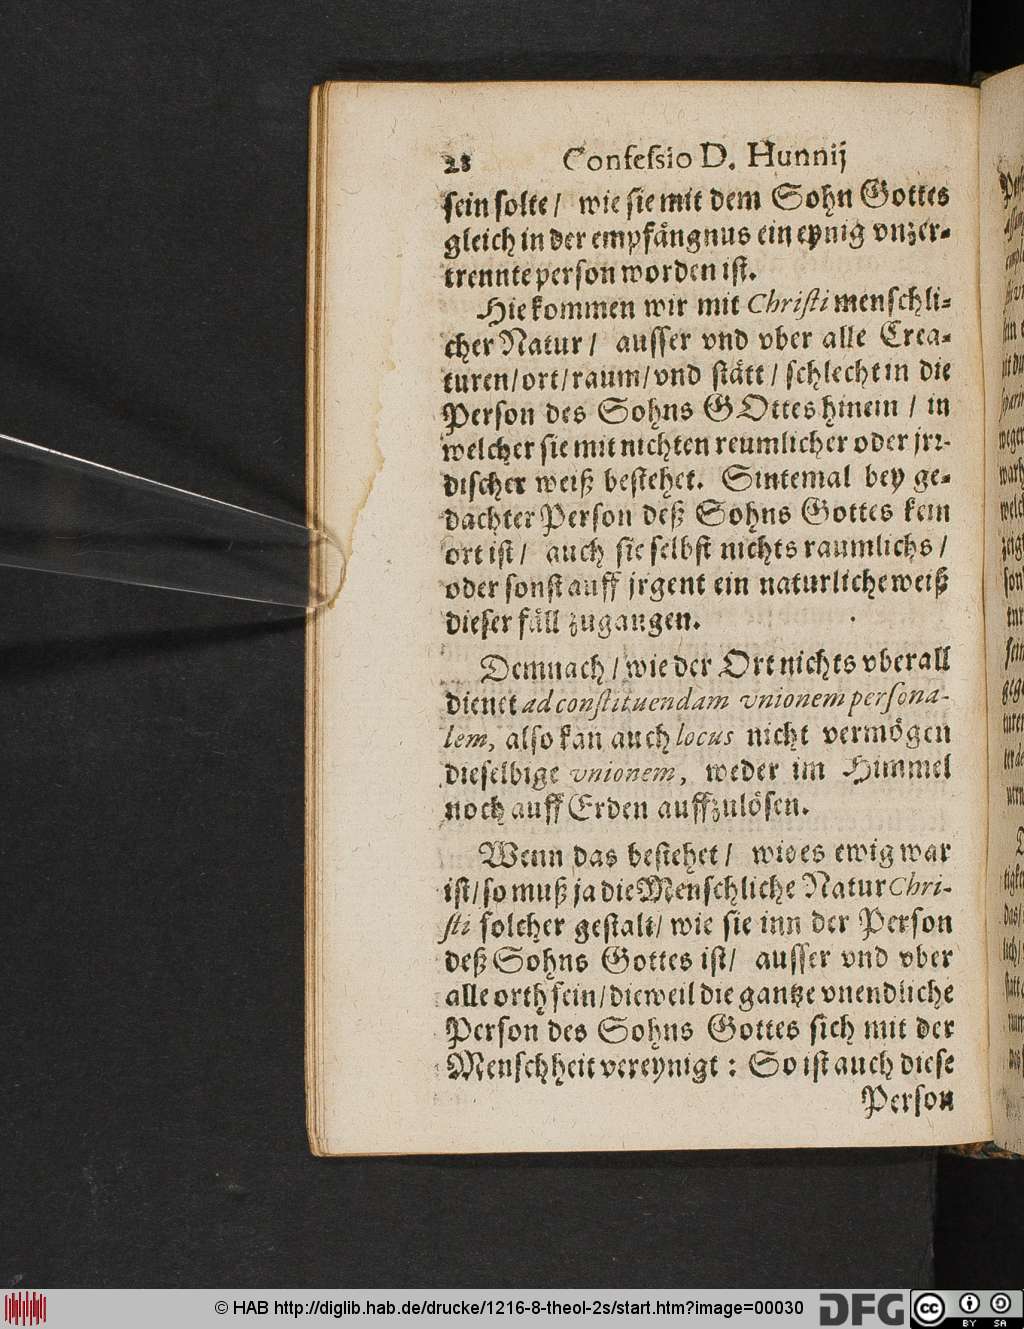 28 Confessio D. Hunnij
sein solte / wie sie mit dem Sohn Gottes
gleich in der empfängnus ein eynig vnzer-
trennte person worden ist.
Hie kommen wir mit Christi menschli-
cher Natur / ausser vnd vber alle Crea-
turen / ort / raum / vnd stätt / schlecht in die
Person des Sohns GOttes hinein / in
welcher sie mit nichten reumlicher oder jrr-
discher weiß bestehet. Sintemal bey ge-
dachter Person deß Sohns Gottes kein
ort ist / auch sie selbst nichts raumlichs /
oder sonst auff jrgent ein naturliche weiß
dieser fäll zugangen.
Demnach / wie der Ort nichts vberall
dienet ad constituendam vnionem persona-
lem, also kan auch locus nicht vermögen
dieselbige vnionem, weder im Himmel
noch auff Erden auffzulösen.
Wenn das bestehet / wie es ewig war
ist / so muß ja die Menschliche Natur Chri-
sti solcher gestalt / wie sie inn der Person
deß Sohns Gottes ist / ausser vnd vber
alle orth sein / dieweil die gantze vnendliche
Person des Sohns Gottes sich mit der
Menschheit vereynigt : So ist auch diese
Person
© HAB http://diglib.hab.de/drucke/1216-8-theol-2s/start.htm?image=00030
DFG
cc BY SA